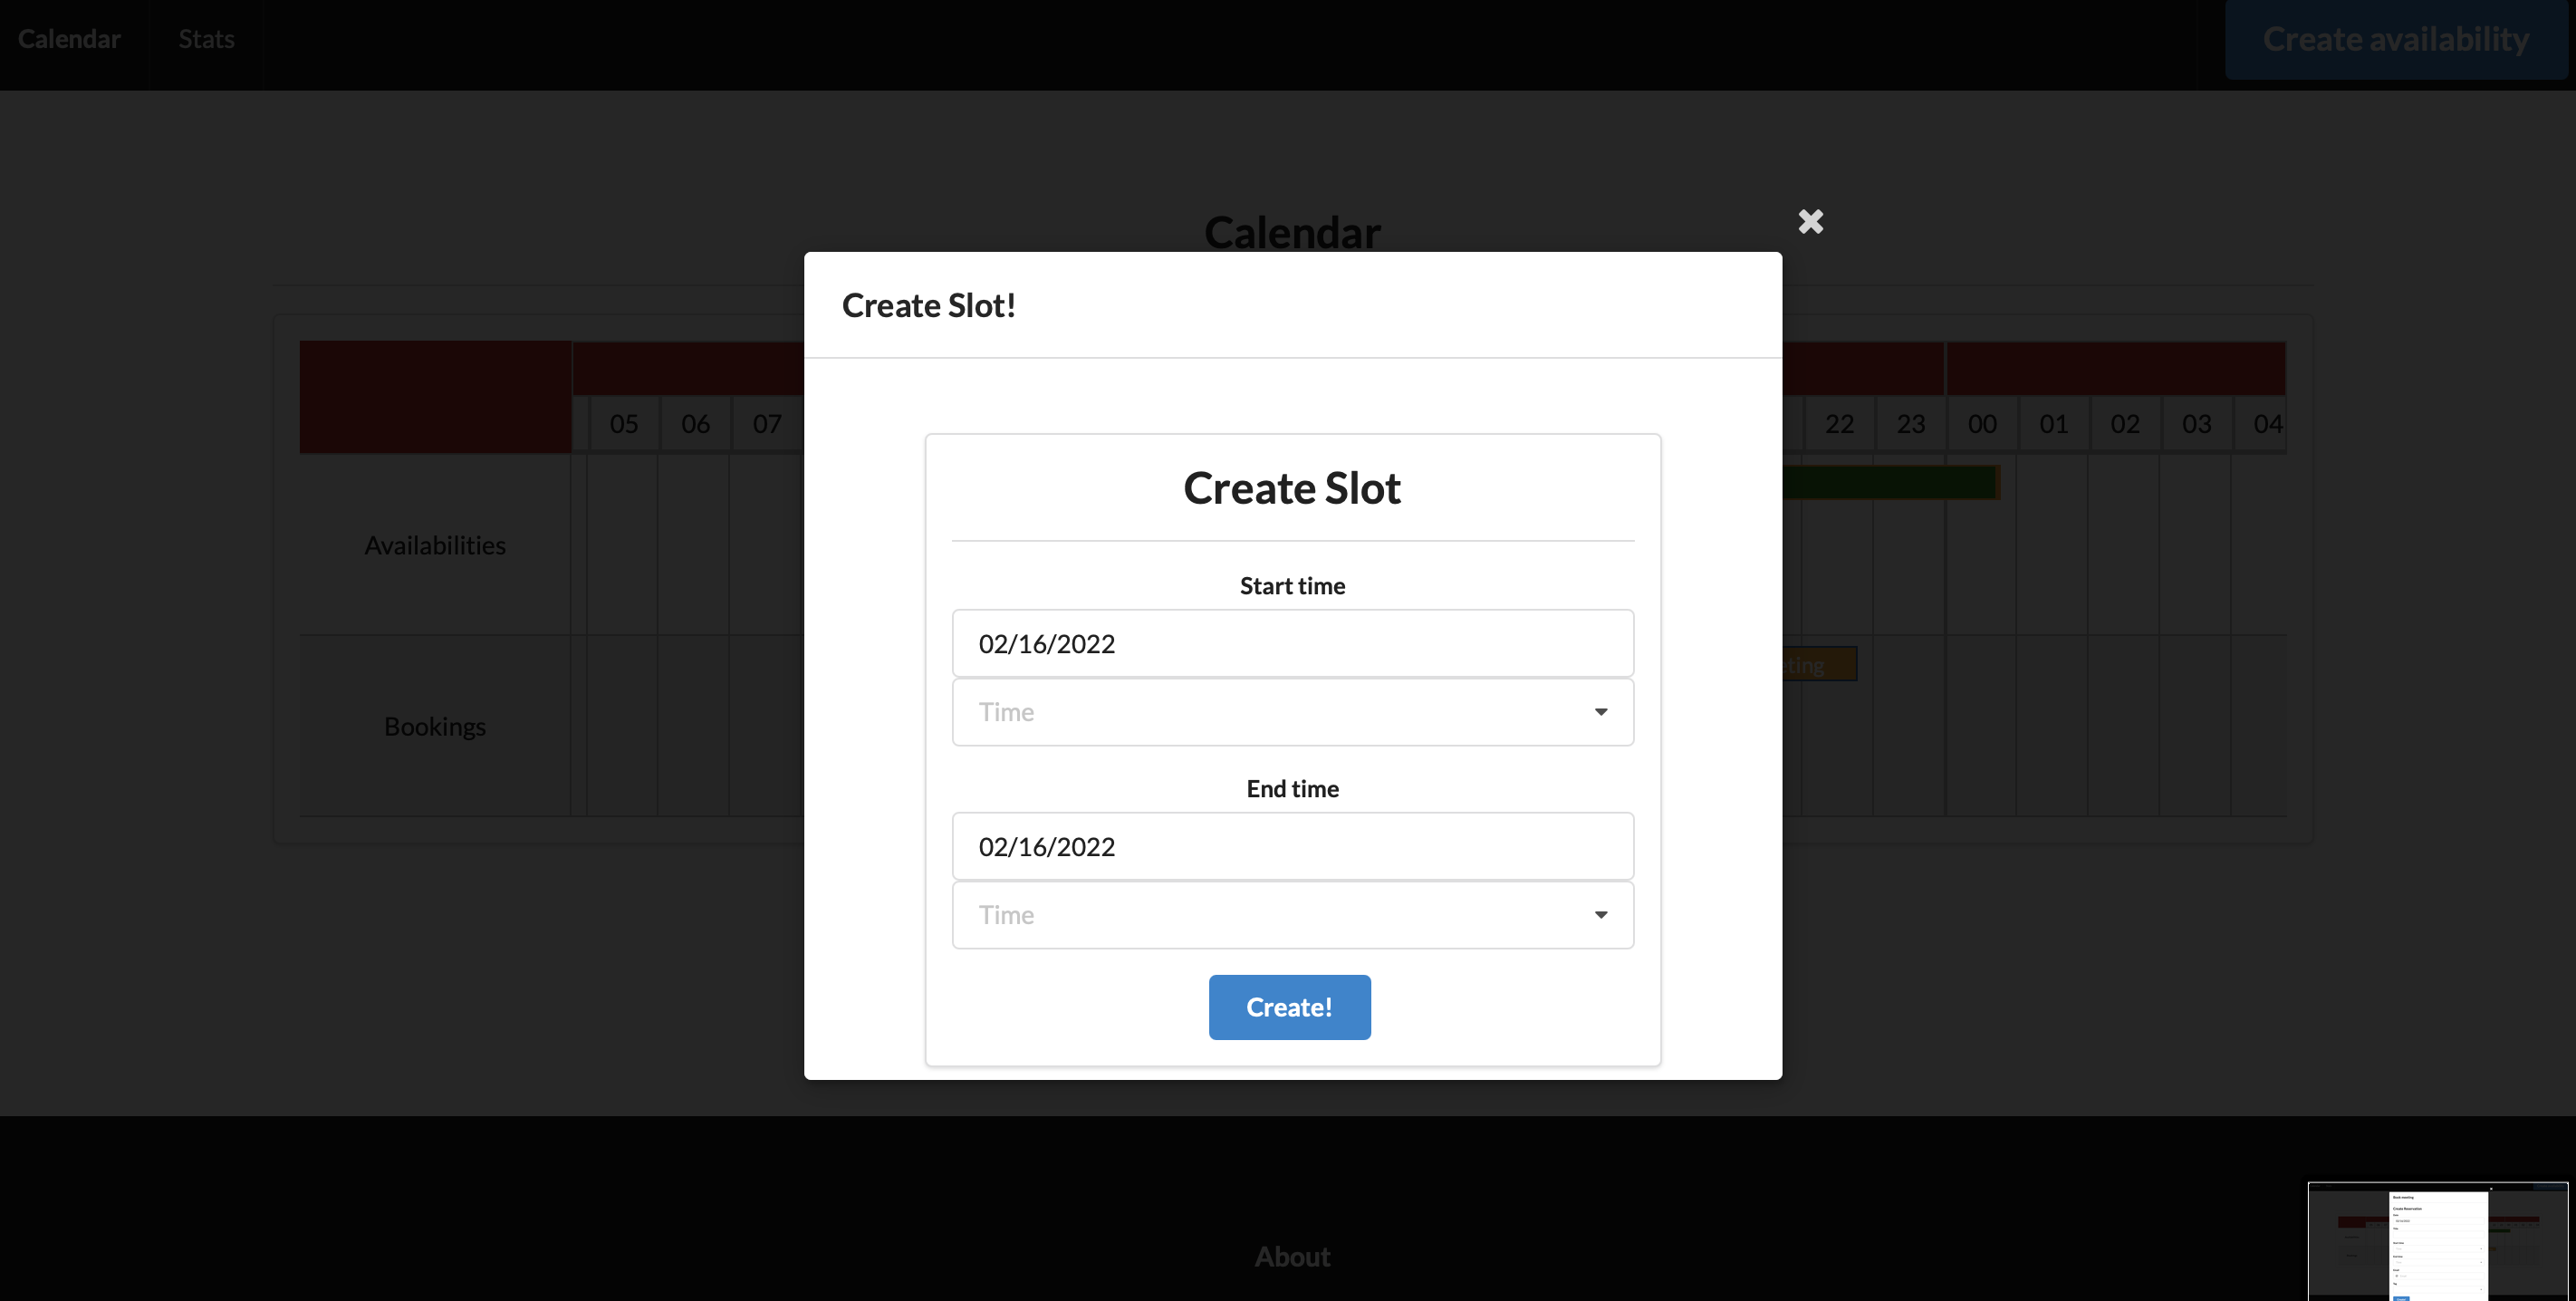 Calendar Stats Create availability
Calendar
Create Slot!
05 06 07 22 23 00 01 02 03 04
Create Slot
Availabilities
Start time
02/16/2022
eting
Time
Bookings
End time
02/16/2022
Time
Create!
About